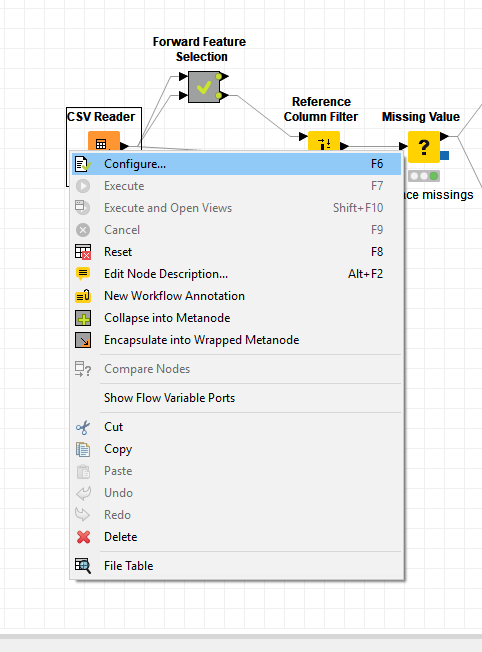 Forward Feature
Selection
CSV Reader
Reference
Column Filter
Missing Value
?
ace missings
Configure... F6
Execute F7
Execute and Open Views Shift+F10
Cancel F9
Reset F8
Edit Node Description... Alt+F2
New Workflow Annotation
Collapse into Metanode
Encapsulate into Wrapped Metanode
Compare Nodes
Show Flow Variable Ports
Cut
Copy
Paste
Undo
Redo
Delete
File Table